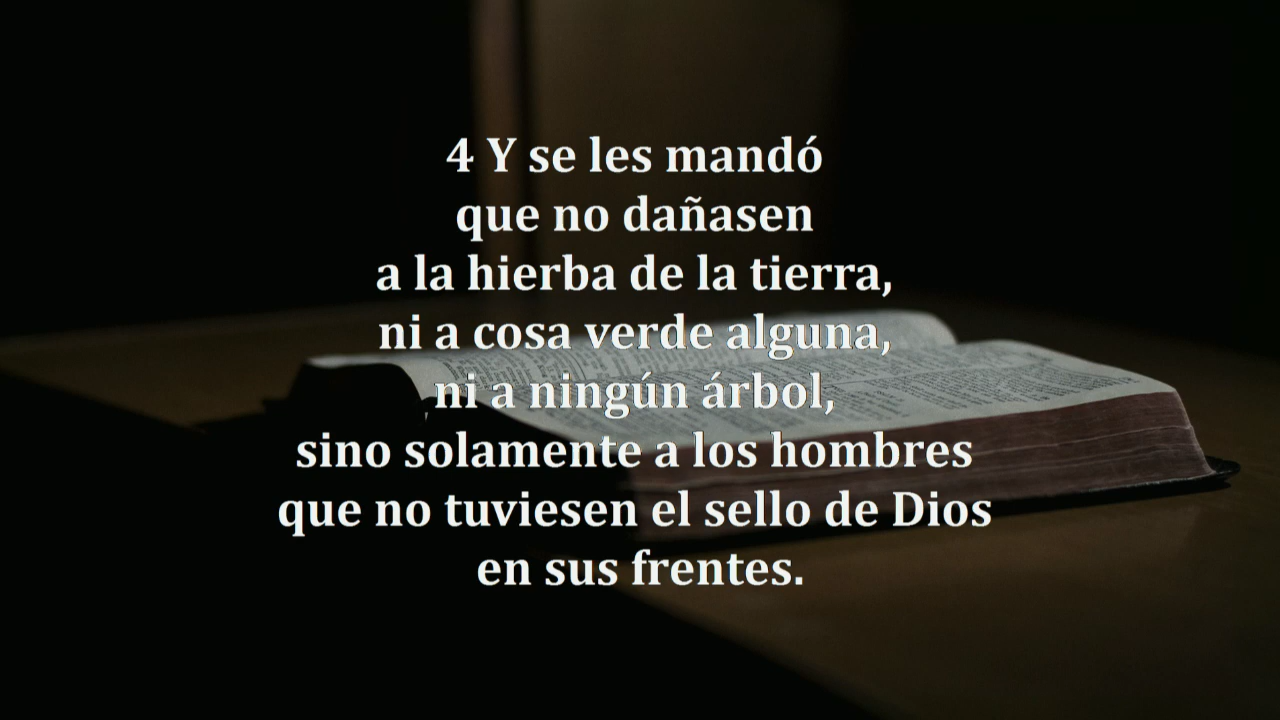 4 Y se les mandó
que no dañasen
a la hierba de la tierra,
ni a cosa verde alguna,
ni a ningún árbol,
sino solamente a los hombres
que no tuviesen el sello de Dios
en sus frentes.